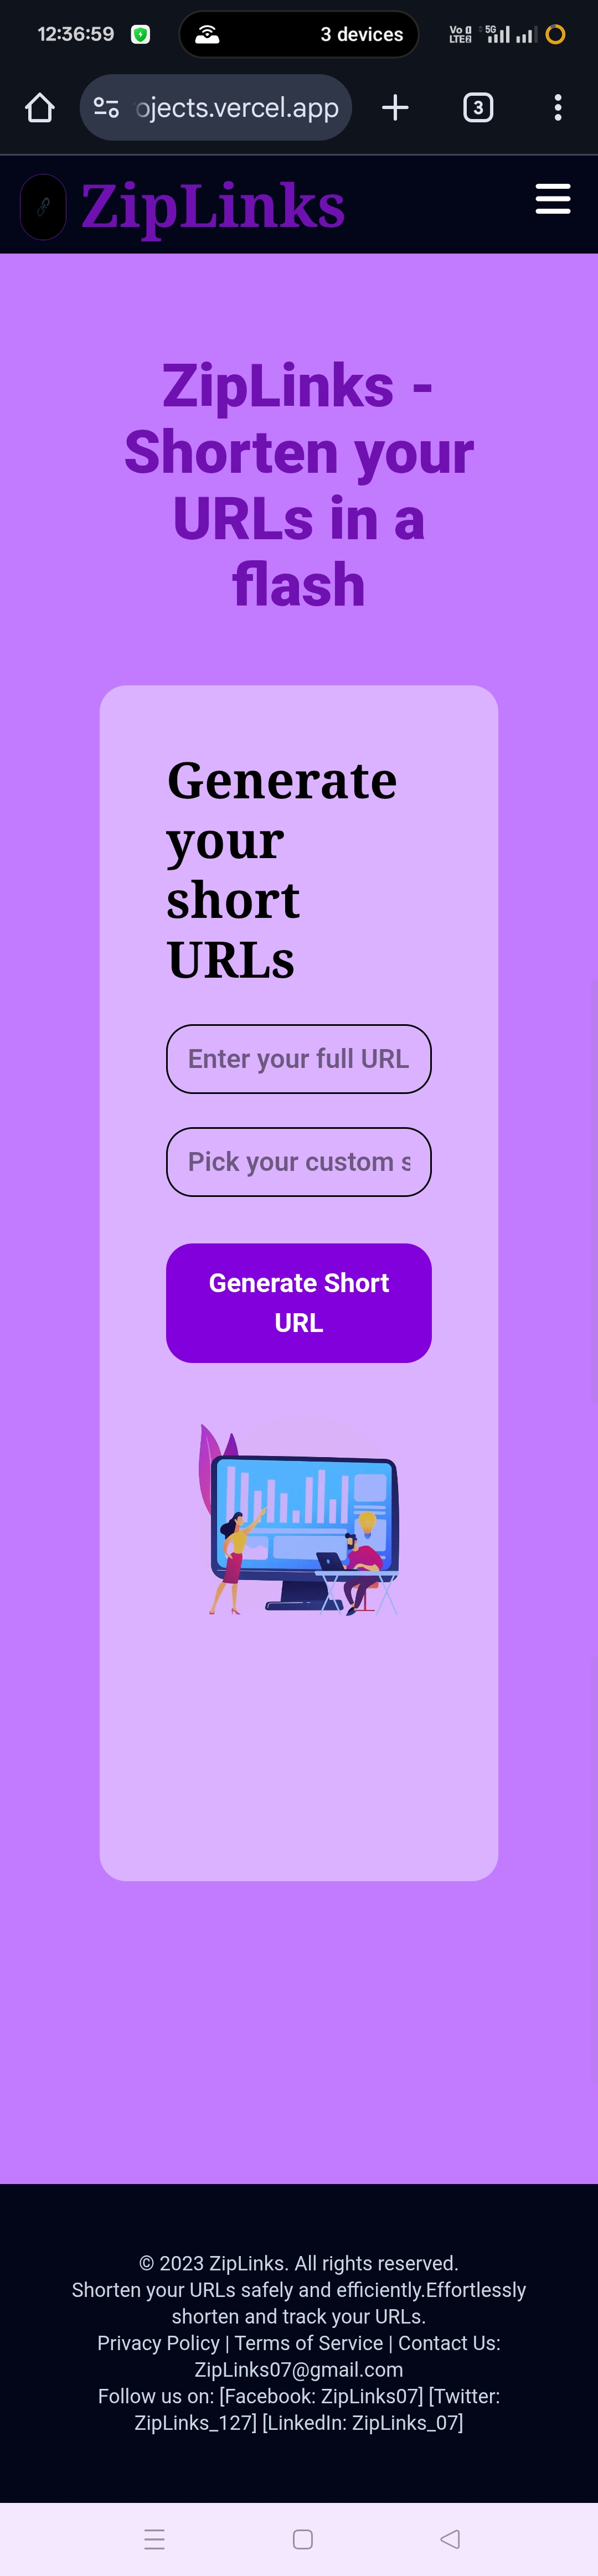 12:36:59
3 devices
Vo
LTE2
5G
ojects.vercel.app
3
ZipLinks
ZipLinks -
Shorten your
URLs in a
flash
Generate
your
short
URLs
Enter your full URL
Pick your custom s
Generate Short
URL
© 2023 ZipLinks. All rights reserved.
Shorten your URLs safely and efficiently.Effortlessly
shorten and track your URLs.
Privacy Policy | Terms of Service | Contact Us:
ZipLinks07@gmail.com
Follow us on: [Facebook: ZipLinks07] [Twitter:
ZipLinks_127] [LinkedIn: ZipLinks_07]